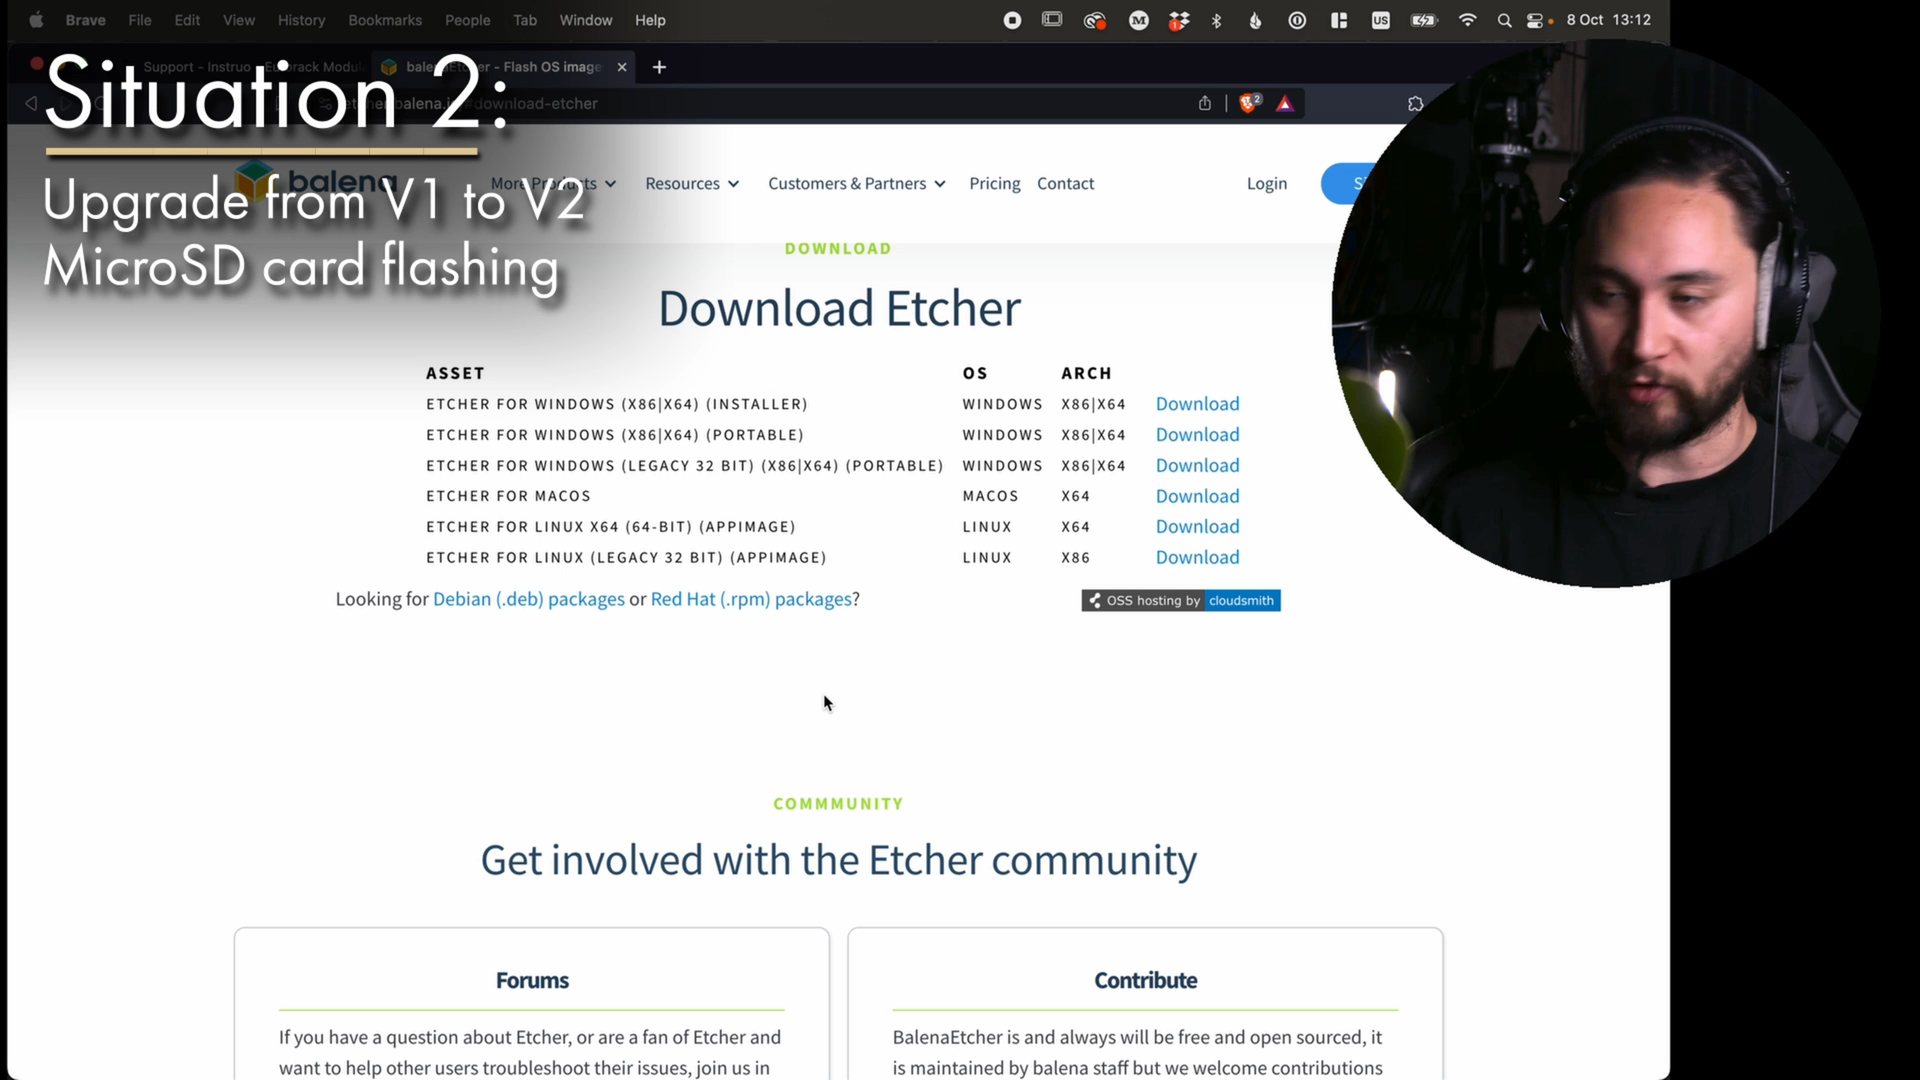 Brave File Edit View History Bookmarks People Tab Window Help
8 Oct 13:12
Support - Instruo
balenaEtcher - Flash OS image
download-etcher
Situation 2:
Upgrade from V1 to V2
MicroSD card flashing
balena
More Products
Resources
Customers & Partners
Pricing
Contact
Login
DOWNLOAD
Download Etcher
ASSET OS ARCH
ETCHER FOR WINDOWS (X86|X64) (INSTALLER) WINDOWS X86|X64 Download
ETCHER FOR WINDOWS (X86|X64) (PORTABLE) WINDOWS X86|X64 Download
ETCHER FOR WINDOWS (LEGACY 32 BIT) (X86|X64) (PORTABLE) WINDOWS X86|X64 Download
ETCHER FOR MACOS MACOS X64 Download
ETCHER FOR LINUX X64 (64-BIT) (APPIMAGE) LINUX X64 Download
ETCHER FOR LINUX (LEGACY 32 BIT) (APPIMAGE) LINUX X86 Download
Looking for Debian (.deb) packages or Red Hat (.rpm) packages?
OSS hosting by cloudsmith
COMMMUNITY
Get involved with the Etcher community
Forums
If you have a question about Etcher, or are a fan of Etcher and
want to help other users troubleshoot their issues, join us in
Contribute
BalenaEtcher is and always will be free and open sourced, it
is maintained by balena staff but we welcome contributions